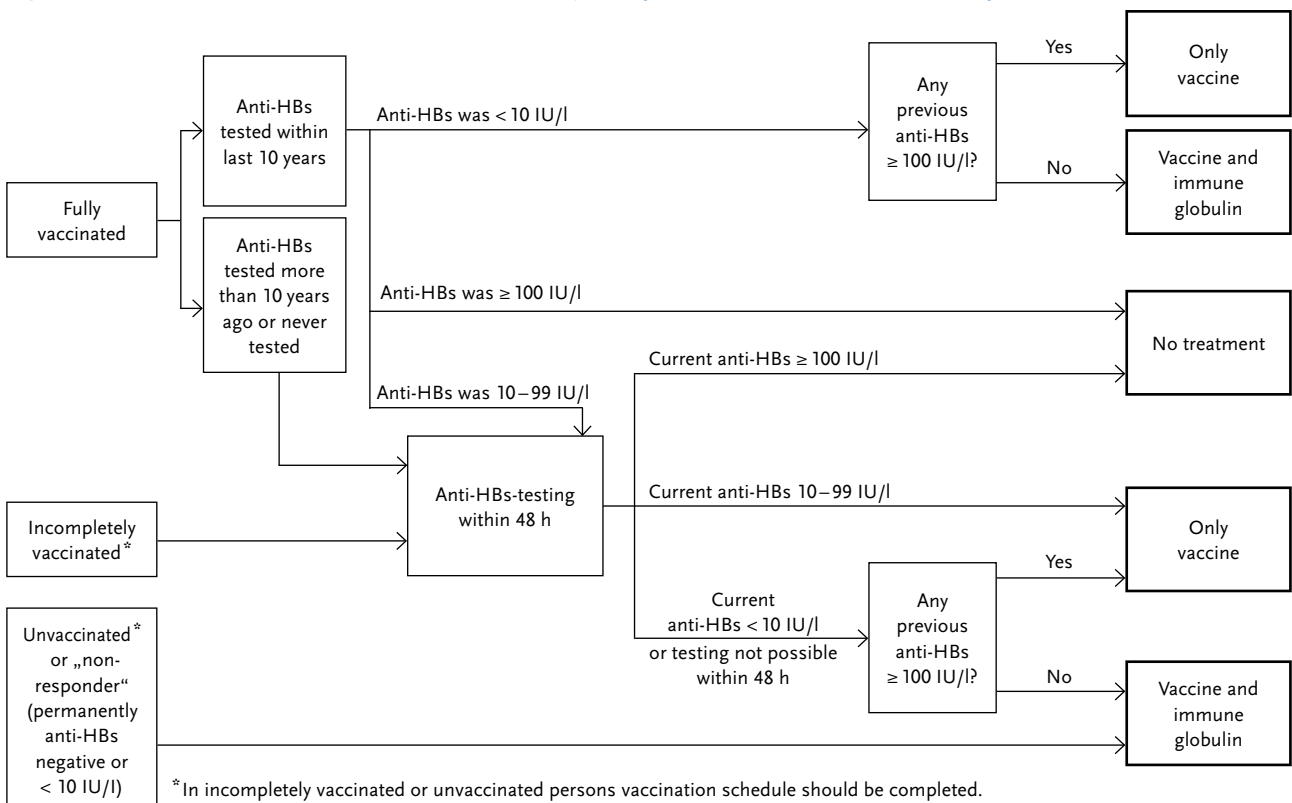 Fully
vaccinated
Anti-HBs
tested within
last 10 years
Anti-HBs
tested more
than 10 years
ago or never
tested
Anti-HBs was < 10 IU/l
Any
previous
anti-HBs
≥ 100 IU/l?
Yes
Only
vaccine
No
Vaccine and
immune
globulin
Anti-HBs was ≥ 100 IU/l
No treatment
Current anti-HBs ≥ 100 IU/l
Anti-HBs was 10–99 IU/l
Anti-HBs-testing
within 48 h
Current anti-HBs 10–99 IU/l
Only
vaccine
Incompletely
vaccinated*
Current
anti-HBs < 10 IU/l
or testing not possible
within 48 h
Any
previous
anti-HBs
≥ 100 IU/l?
Yes
No
Vaccine and
immune
globulin
Unvaccinated*
or „non-
responder“
(permanently
anti-HBs
negative or
< 10 IU/l)
*In incompletely vaccinated or unvaccinated persons vaccination schedule should be completed.